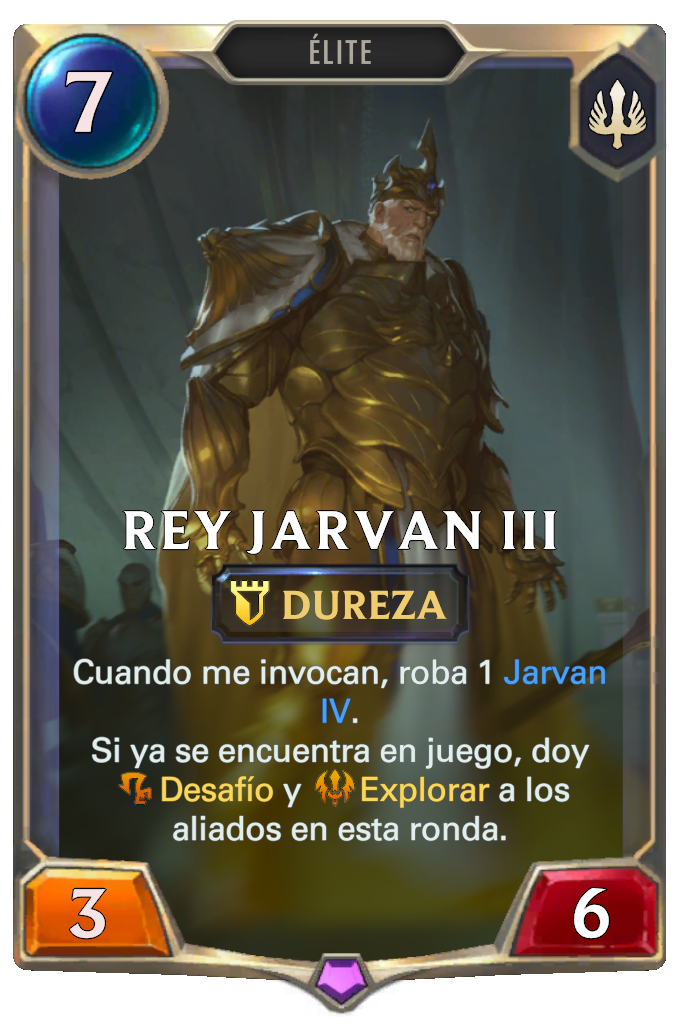 ÉLITE
7
REY JARVAN III
DUREZA
Cuando me invocan, roba 1 Jarvan
IV.
Si ya se encuentra en juego, doy
Desafío y Explorar a los
aliados en esta ronda.
3
6